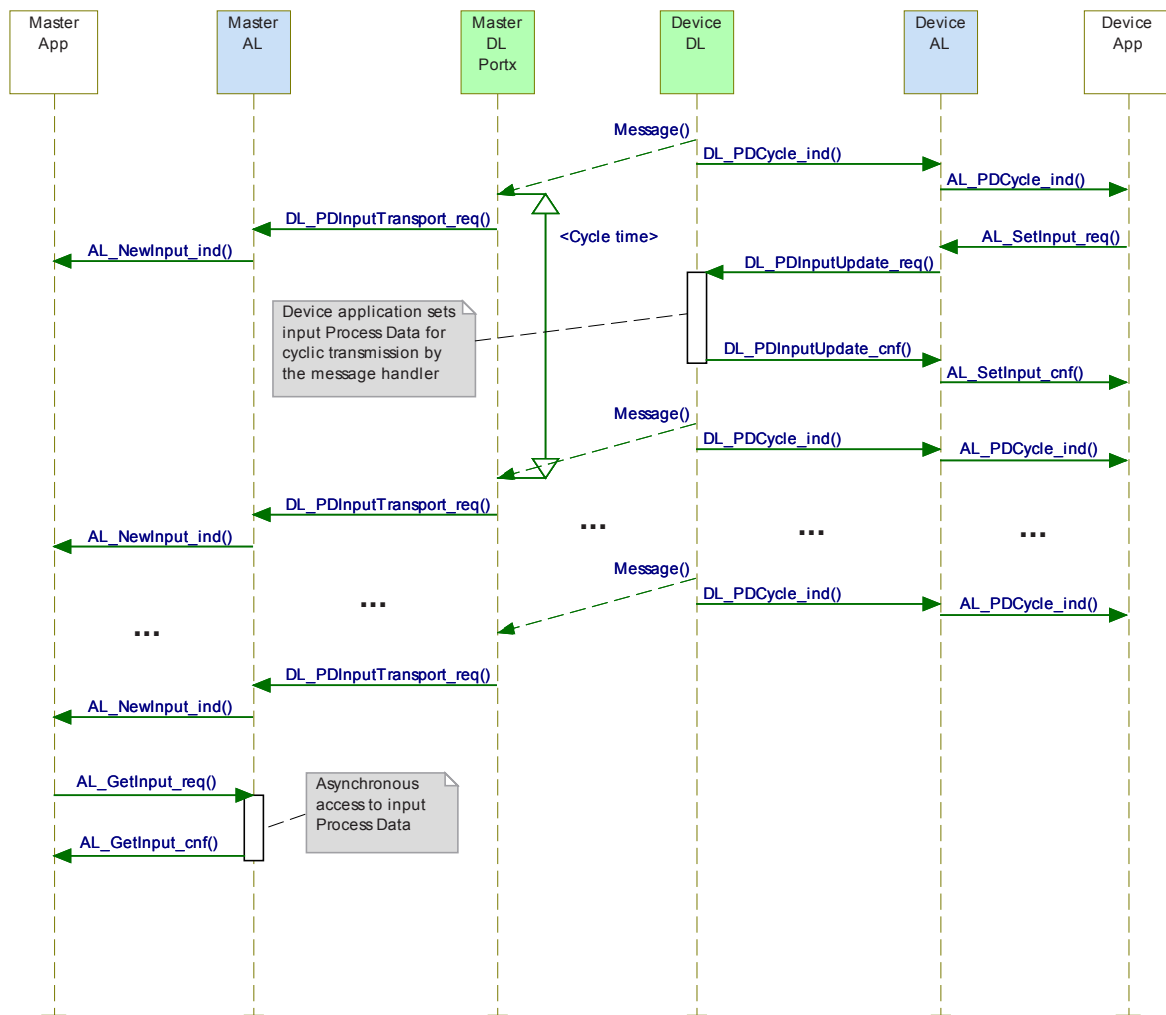 Master
App
Master
AL
Master
DL
Portx
Device
DL
Device
AL
Device
App
Message()
DL_PDCycle_ind()
AL_PDCycle_ind()
DL_PDInputTransport_req()
<Cycle time>
AL_SetInput_req()
AL_NewInput_ind()
DL_PDInputUpdate_req()
Device application sets
input Process Data for
cyclic transmission by
the message handler
DL_PDInputUpdate_cnf()
AL_SetInput_cnf()
Message()
DL_PDCycle_ind()
AL_PDCycle_ind()
DL_PDInputTransport_req()
...
...
...
AL_NewInput_ind()
Message()
DL_PDCycle_ind()
AL_PDCycle_ind()
...
...
DL_PDInputTransport_req()
AL_NewInput_ind()
AL_GetInput_req()
Asynchronous
access to input
Process Data
AL_GetInput_cnf()